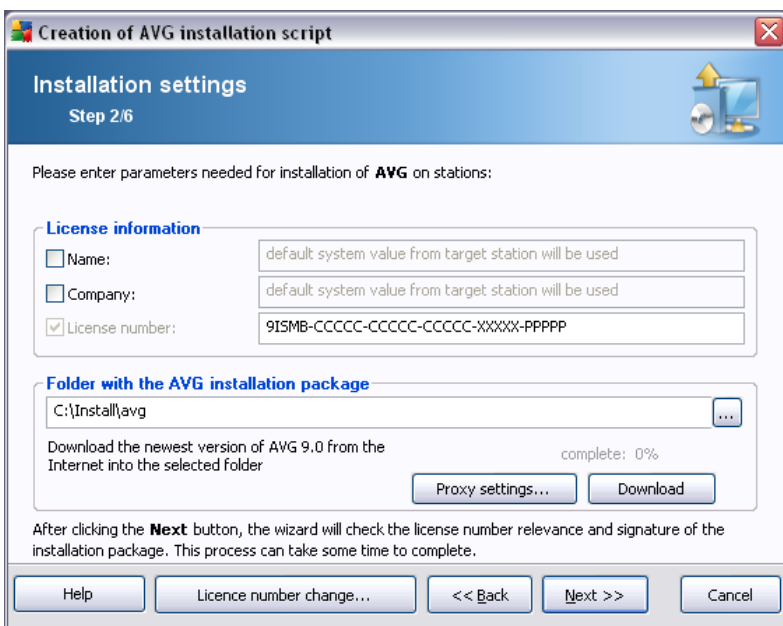 Creation of AVG installation script
Installation settings
Step 2/6
Please enter parameters needed for installation of AVG on stations:
License information
Name: default system value from target station will be used
Company: default system value from target station will be used
License number: 9ISMB-CCCCC-CCCCC-CCCCC-XXXXX-PPPPP
Folder with the AVG installation package
C:\Install\avg ...
Download the newest version of AVG 9.0 from the
Internet into the selected folder
complete: 0%
Proxy settings... Download
After clicking the Next button, the wizard will check the license number relevance and signature of the
installation package. This process can take some time to complete.
Help Licence number change... << Back Next >> Cancel